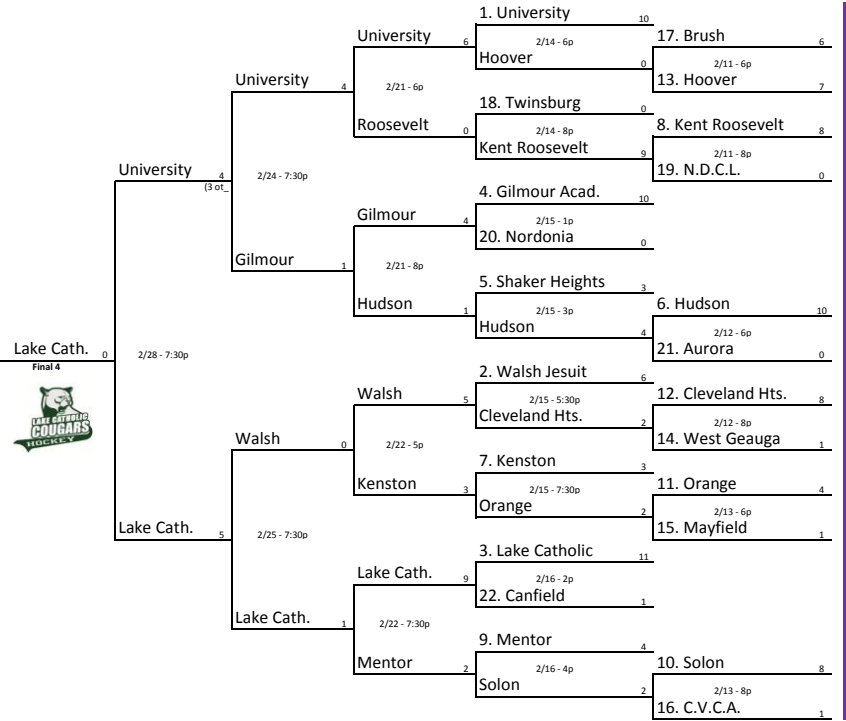 1. University 10
2/14 - 6p
Hoover 0
17. Brush 6
2/11 - 6p
13. Hoover 7
University 6
2/21 - 6p
Roosevelt 0
18. Twinsburg 0
2/14 - 8p
Kent Roosevelt 9
8. Kent Roosevelt 8
2/11 - 8p
19. N.D.C.L. 0
University 4
2/24 - 7:30p
Gilmour 1
4. Gilmour Acad. 10
2/15 - 1p
20. Nordonia 0
Gilmour 4
2/21 - 8p
Hudson 1
5. Shaker Heights 3
2/15 - 3p
Hudson 4
6. Hudson 10
2/12 - 6p
21. Aurora 0
University 4
(3 ot_
2/28 - 7:30p
Lake Cath. 5
Lake Cath. 0
Final 4
LAKE CATHOLIC
COUGARS
HOCKEY
2. Walsh Jesuit 6
2/15 - 5:30p
Cleveland Hts. 2
12. Cleveland Hts. 8
2/12 - 8p
14. West Geauga 1
Walsh 5
2/22 - 5p
Kenston 3
7. Kenston 3
2/15 - 7:30p
Orange 2
11. Orange 4
2/13 - 6p
15. Mayfield 1
Walsh 0
2/25 - 7:30p
Lake Cath. 1
3. Lake Catholic 11
2/16 - 2p
22. Canfield 1
Lake Cath. 9
2/22 - 7:30p
Mentor 2
9. Mentor 4
2/16 - 4p
Solon 2
10. Solon 8
2/13 - 8p
16. C.V.C.A. 1